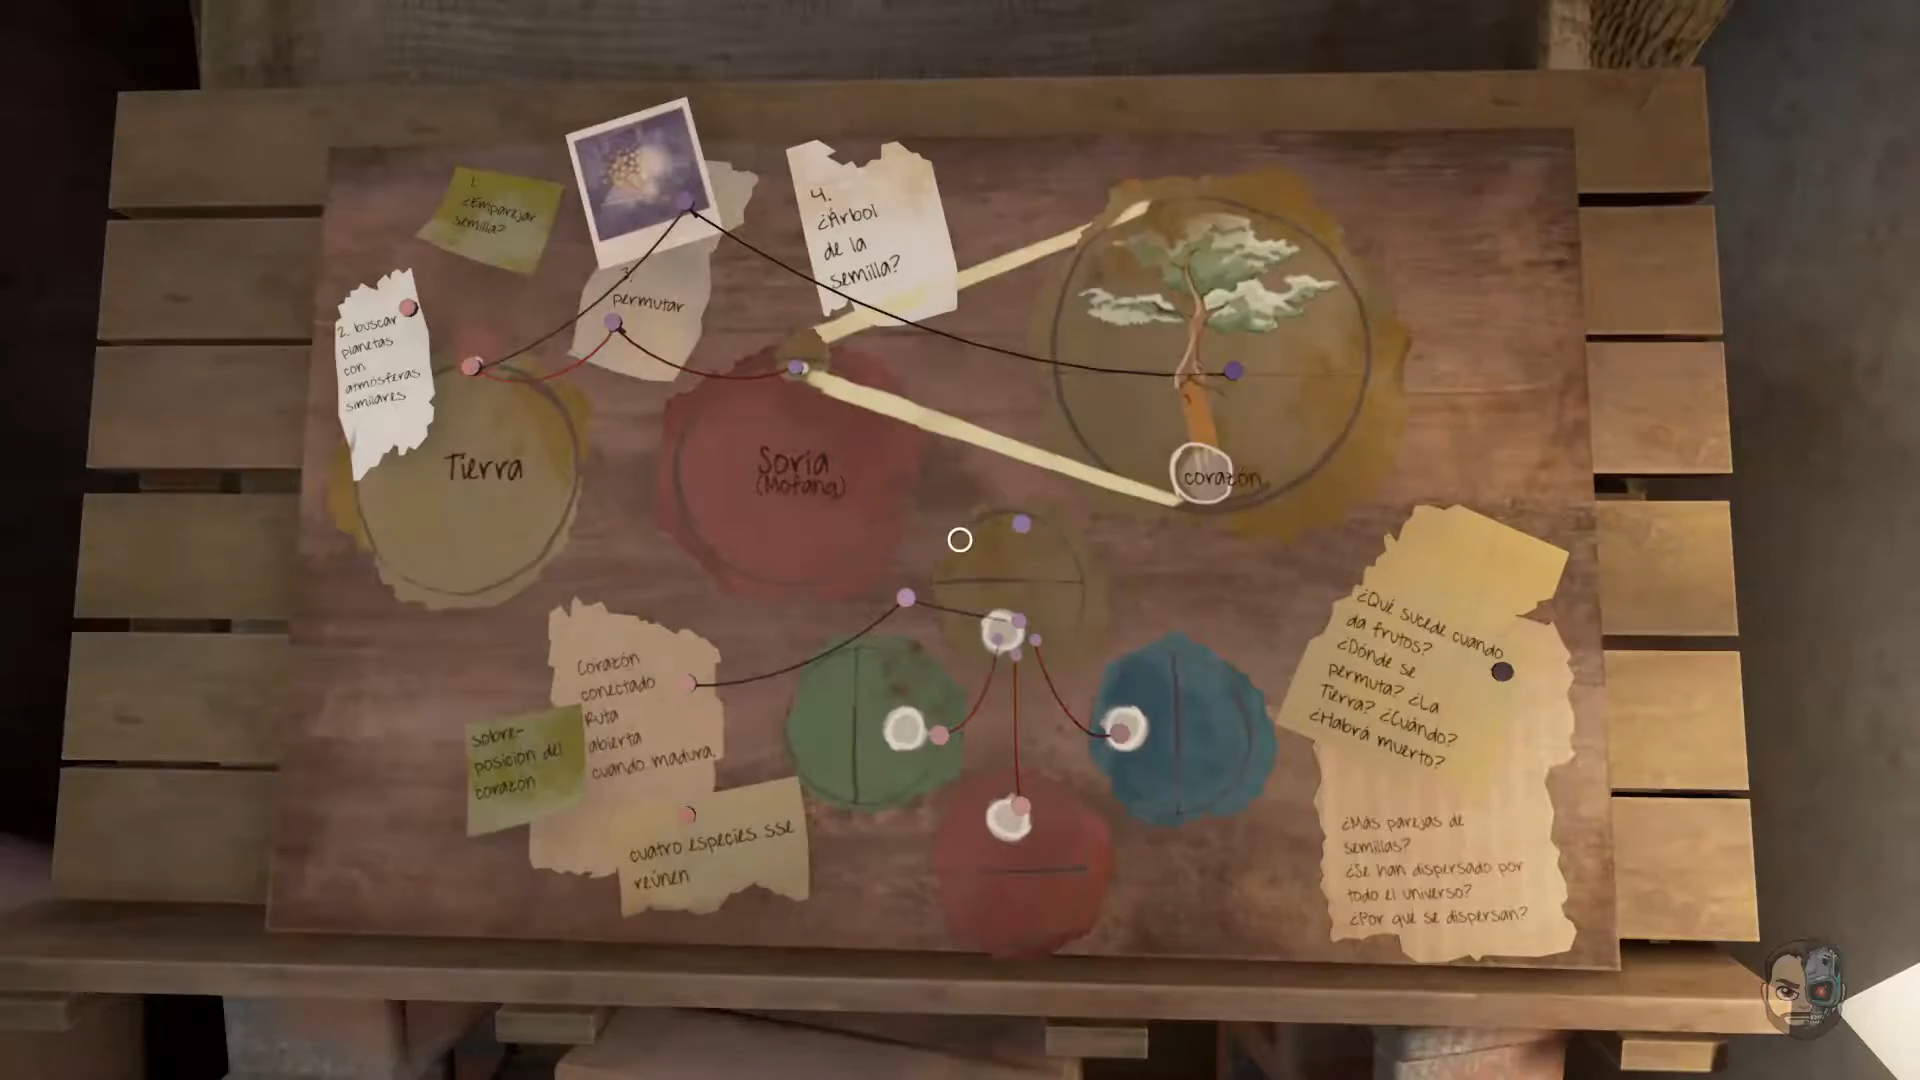 1.
¿Emparejar
semilla?
2. buscar
planetas
con
atmósferas
similares
3.
permutar
4.
¿Árbol
de la
semilla?
Tierra
Soria
(Mofang)
corazón
Corazón
conectado
Ruta
abierta
cuando madura.
sobre-
posición del
corazón
cuatro especies sse
reúnen
¿Qué sucede cuando
da frutos?
¿Dónde se
permuta? ¿La
Tierra? ¿Cuándo?
¿Habrá muerto?
¿Más parejas de
semillas?
¿Se han dispersado por
todo el universo?
¿Por qué se dispersan?